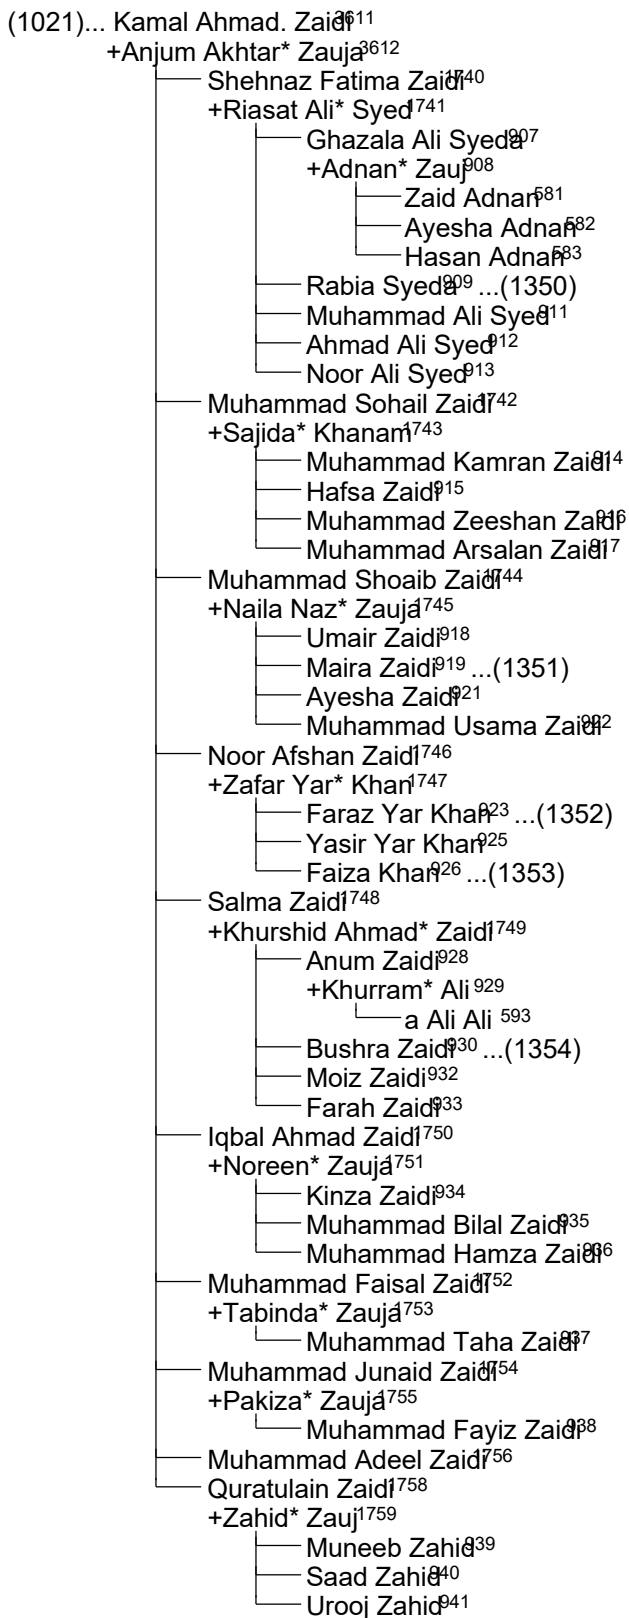 (1021)... Kamal Ahmad. Zaidi3611
+Anjum Akhtar* Zauja3612
Shehnaz Fatima Zaidi1740
+Riasat Ali* Syed1741
Ghazala Ali Syeda907
+Adnan* Zauj908
Zaid Adnan581
Ayesha Adnan582
Hasan Adnan583
Rabia Syeda909 ...(1350)
Muhammad Ali Syed911
Ahmad Ali Syed912
Noor Ali Syed913
Muhammad Sohail Zaidi1742
+Sajida* Khanam1743
Muhammad Kamran Zaidi914
Hafsa Zaidi915
Muhammad Zeeshan Zaidi916
Muhammad Arsalan Zaidi917
Muhammad Shoaib Zaidi1744
+Naila Naz* Zauja1745
Umair Zaidi918
Maira Zaidi919 ...(1351)
Ayesha Zaidi921
Muhammad Usama Zaidi922
Noor Afshan Zaidi1746
+Zafar Yar* Khan1747
Faraz Yar Khan923 ...(1352)
Yasir Yar Khan925
Faiza Khan926 ...(1353)
Salma Zaidi1748
+Khurshid Ahmad* Zaidi1749
Anum Zaidi928
+Khurram* Ali 929
a Ali Ali 593
Bushra Zaidi930 ...(1354)
Moiz Zaidi932
Farah Zaidi933
Iqbal Ahmad Zaidi1750
+Noreen* Zauja1751
Kinza Zaidi934
Muhammad Bilal Zaidi935
Muhammad Hamza Zaidi936
Muhammad Faisal Zaidi1752
+Tabinda* Zauja1753
Muhammad Taha Zaidi937
Muhammad Junaid Zaidi1754
+Pakiza* Zauja1755
Muhammad Fayiz Zaidi938
Muhammad Adeel Zaidi1756
Quratulain Zaidi1758
+Zahid* Zauj1759
Muneeb Zahid939
Saad Zahid940
Urooj Zahid941